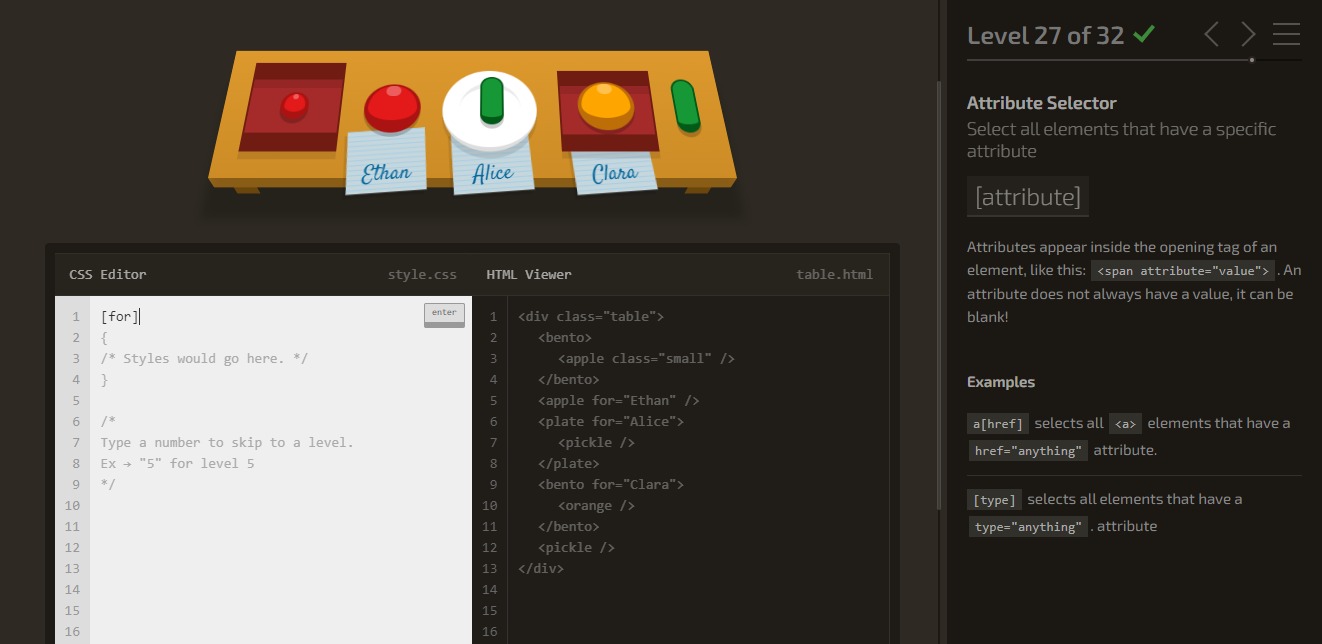 Ethan
Alice
Clara
CSS Editor
style.css
HTML Viewer
table.html
enter
1 [for]
2 {
3 /* Styles would go here. */
4 }
5
6 /*
7 Type a number to skip to a level.
8 Ex → "5" for level 5
9 */
10
11
12
13
14
15
16
1 <div class="table">
2 <bento>
3 <apple class="small" />
4 </bento>
5 <apple for="Ethan" />
6 <plate for="Alice">
7 <pickle />
8 </plate>
9 <bento for="Clara">
10 <orange />
11 </bento>
12 <pickle />
13 </div>
14
15
16
Level 27 of 32
Attribute Selector
Select all elements that have a specific
attribute
[attribute]
Attributes appear inside the opening tag of an
element, like this: <span attribute="value"> . An
attribute does not always have a value, it can be
blank!
Examples
a[href] selects all <a> elements that have a
href="anything" attribute.
[type] selects all elements that have a
type="anything" . attribute